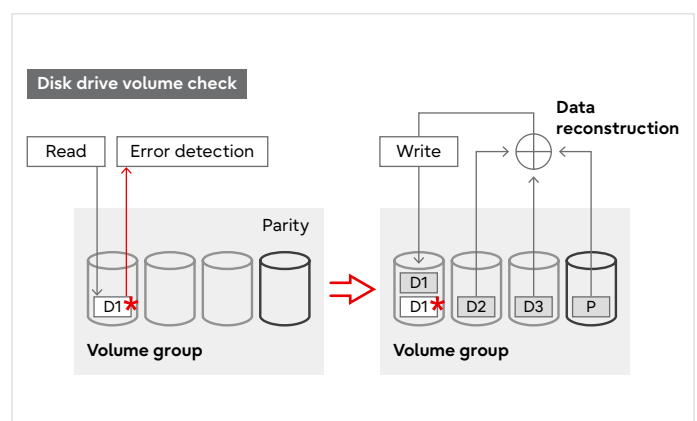 Disk drive volume check
Data
reconstruction
Read
Error detection
Write
Parity
D1*
D1
D1*
D2
D3
P
Volume group
Volume group